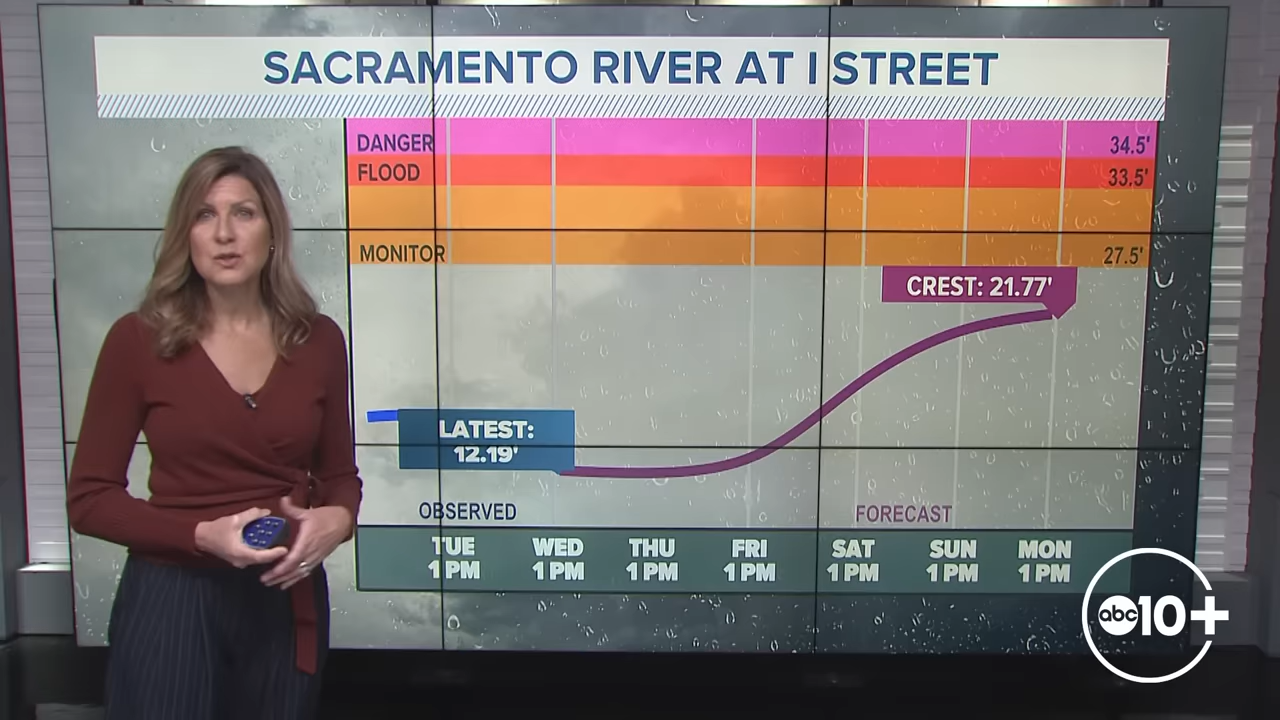 SACRAMENTO RIVER AT I STREET
DANGER 34.5'
FLOOD 33.5'
MONITOR 27.5'
CREST: 21.77'
LATEST:
12.19'
OBSERVED FORECAST
TUE WED THU FRI SAT SUN MON
1 PM 1 PM 1 PM 1 PM 1 PM 1 PM 1 PM
abc 10+